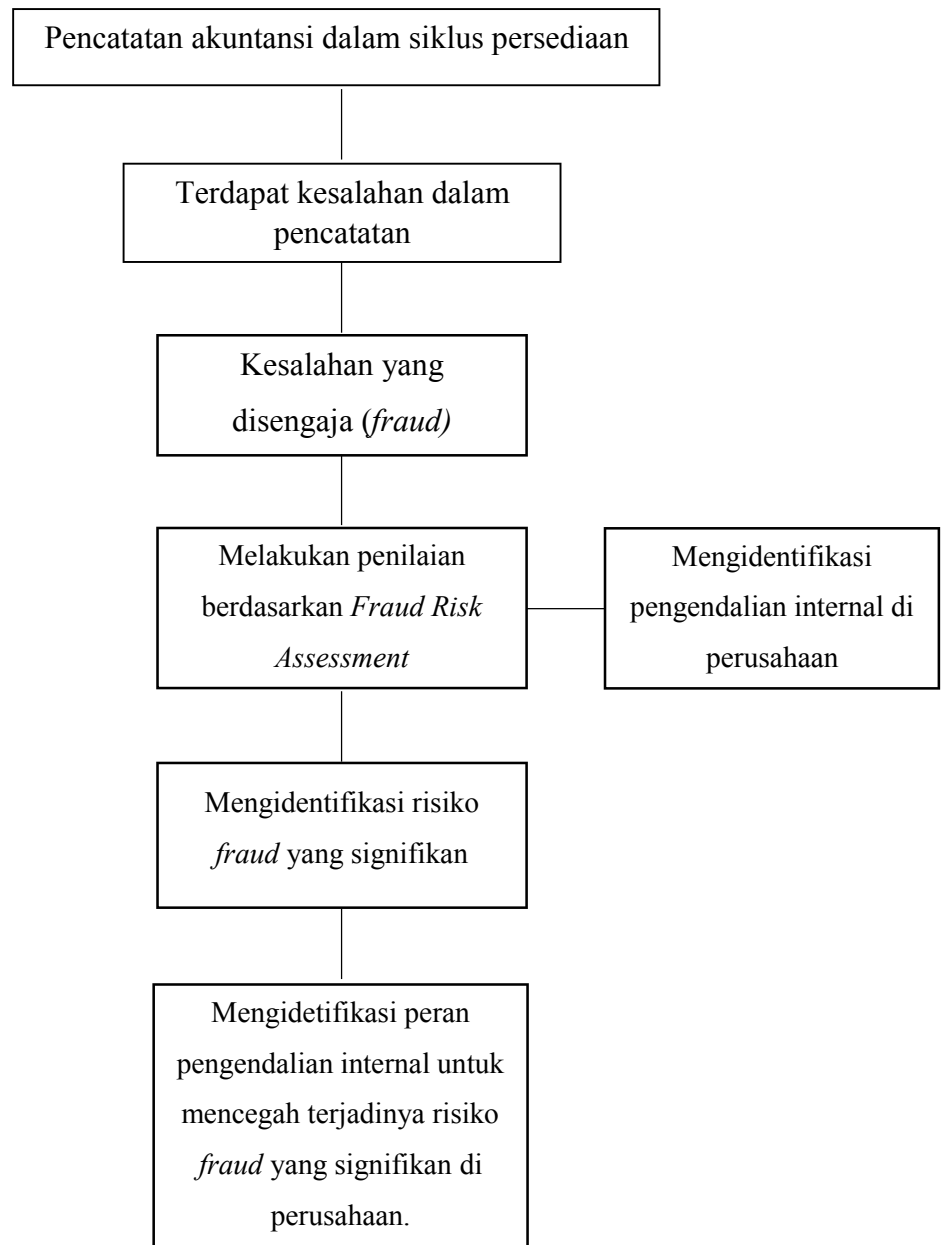 Pencatatan akuntansi dalam siklus persediaan
Terdapat kesalahan dalam
pencatatan
Kesalahan yang
disengaja (fraud)
Melakukan penilaian
berdasarkan Fraud Risk
Assessment
Mengidentifikasi
pengendalian internal di
perusahaan
Mengidentifikasi risiko
fraud yang signifikan
Mengidetifikasi peran
pengendalian internal untuk
mencegah terjadinya risiko
fraud yang signifikan di
perusahaan.